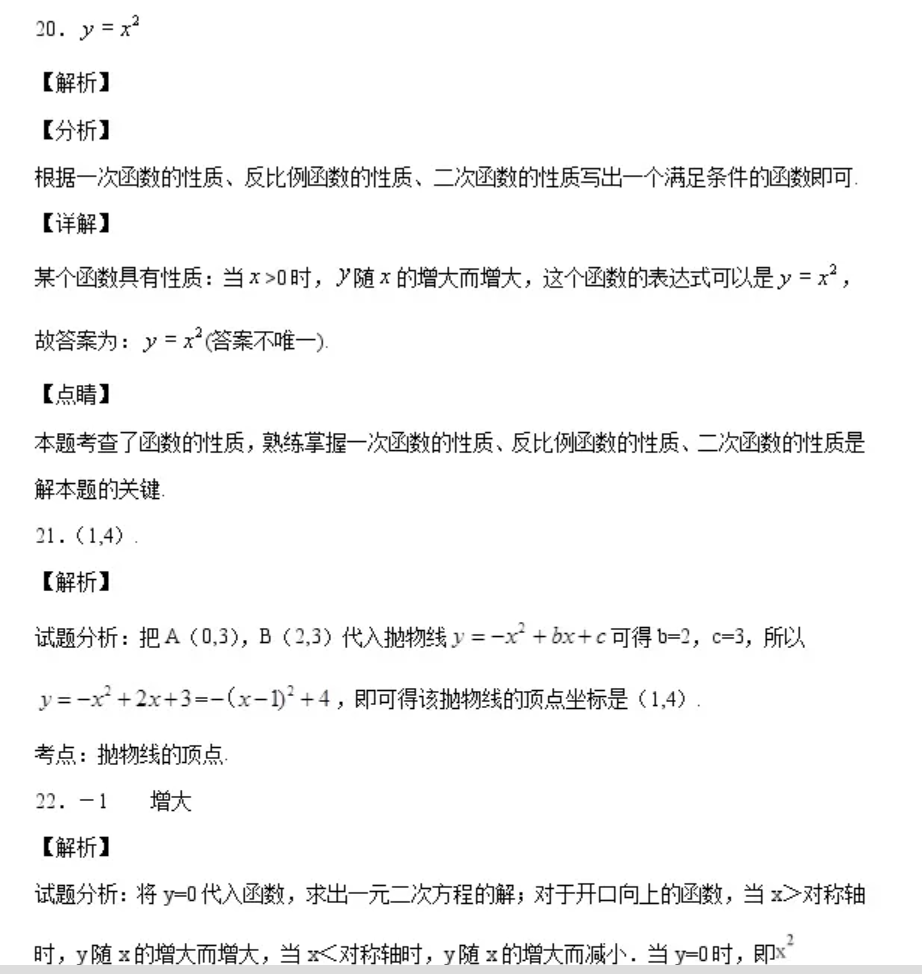 20．y = x²
【解析】
【分析】
根据一次函数的性质、反比例函数的性质、二次函数的性质写出一个满足条件的函数即可.
【详解】
某个函数具有性质：当 x >0 时，y 随 x 的增大而增大，这个函数的表达式可以是 y = x²，
故答案为：y = x²(答案不唯一).
【点睛】
本题考查了函数的性质，熟练掌握一次函数的性质、反比例函数的性质、二次函数的性质是
解本题的关键.
21．（1,4）.
【解析】
试题分析：把 A（0,3），B（2,3）代入抛物线 y = −x² + bx + c 可得 b=2，c=3，所以
y = −x² + 2x + 3 = −(x−1)² + 4，即可得该抛物线的顶点坐标是（1,4）.
考点：抛物线的顶点.
22．－1 增大
【解析】
试题分析：将 y=0 代入函数，求出一元二次方程的解；对于开口向上的函数，当 x＞对称轴
时，y 随 x 的增大而增大，当 x＜对称轴时，y 随 x 的增大而减小．当 y=0 时，即x²